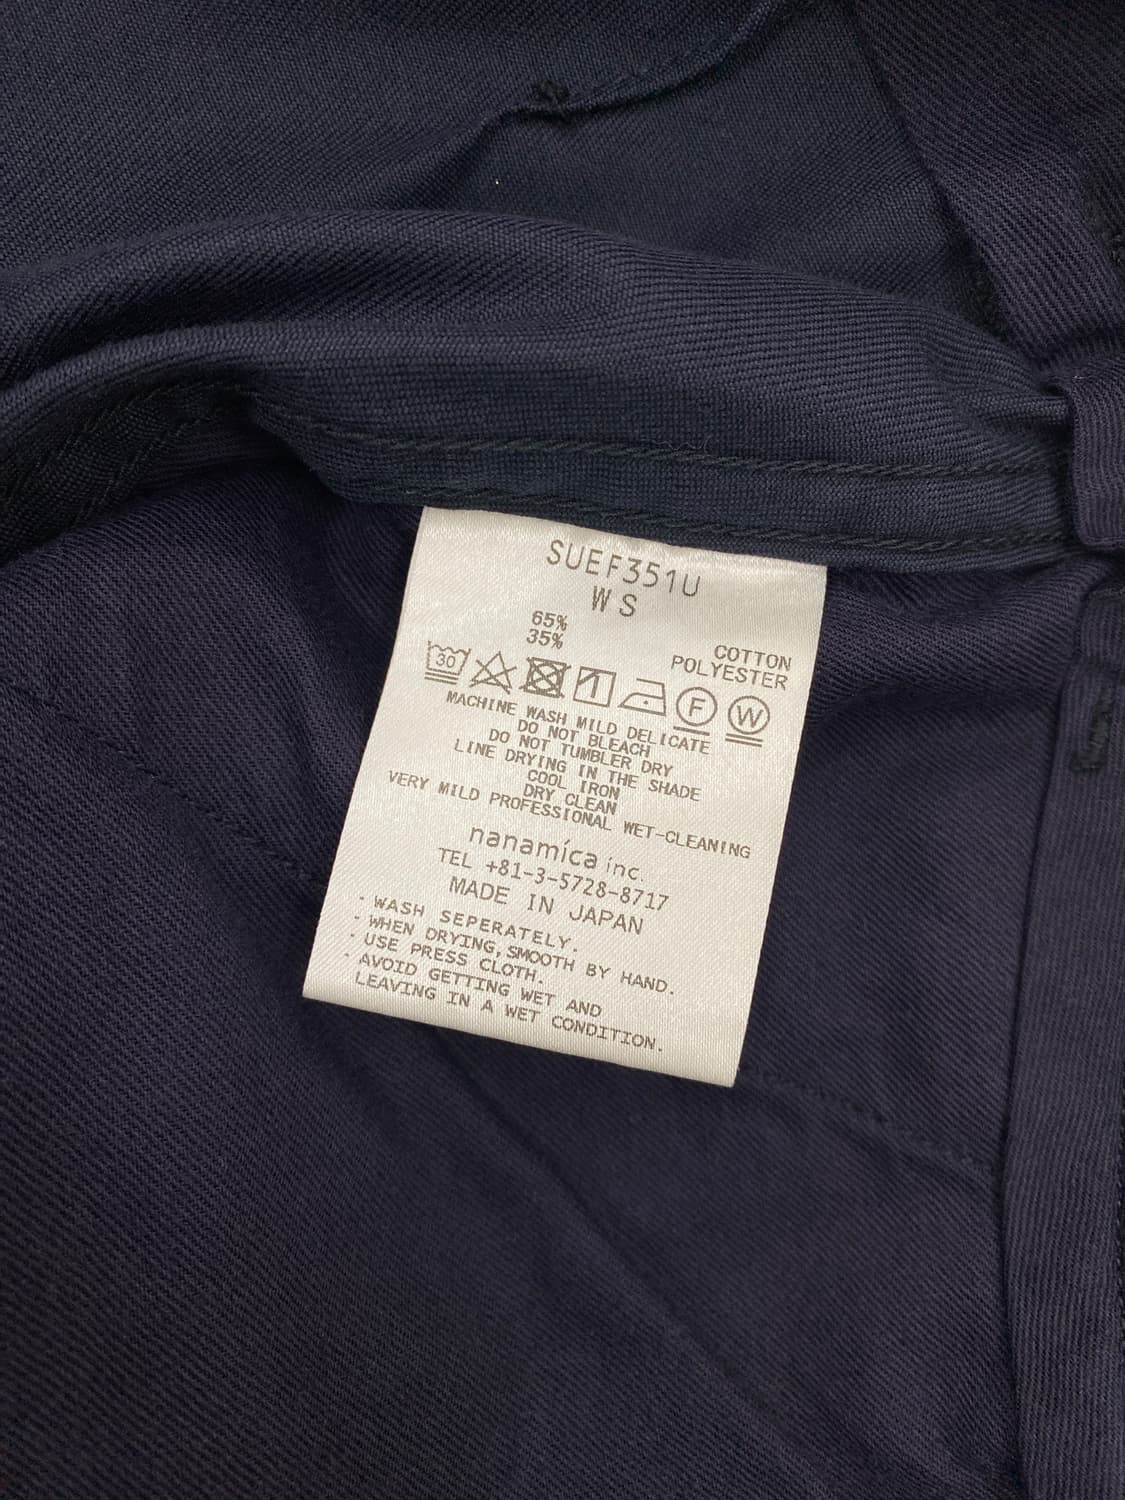 SUEF351U
WS
65% COTTON
35% POLYESTER
30 F W
MACHINE WASH MILD DELICATE
DO NOT BLEACH
DO NOT TUMBLER DRY
LINE DRYING IN THE SHADE
COOL IRON
DRY CLEAN
VERY MILD PROFESSIONAL WET-CLEANING
nanamica inc.
TEL +81-3-5728-8717
MADE IN JAPAN
· WASH SEPERATELY.
· WHEN DRYING, SMOOTH BY HAND.
· USE PRESS CLOTH.
· AVOID GETTING WET AND
LEAVING IN A WET CONDITION.